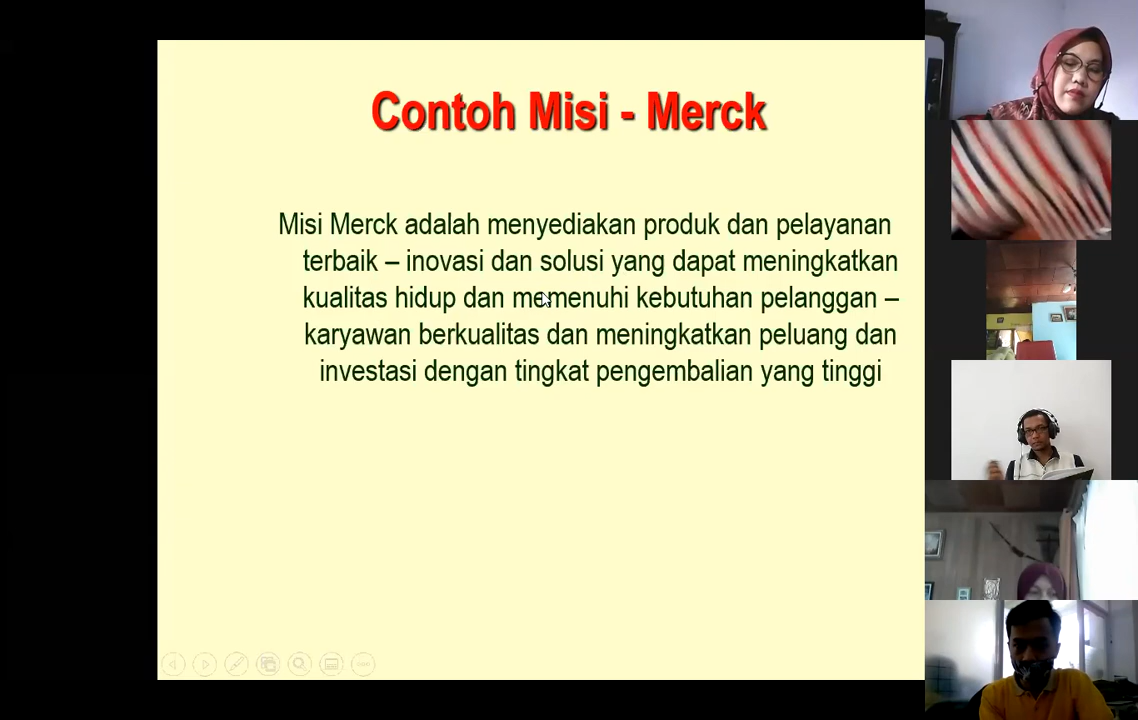 Contoh Misi - Merck
Misi Merck adalah menyediakan produk dan pelayanan
terbaik – inovasi dan solusi yang dapat meningkatkan
kualitas hidup dan memenuhi kebutuhan pelanggan –
karyawan berkualitas dan meningkatkan peluang dan
investasi dengan tingkat pengembalian yang tinggi